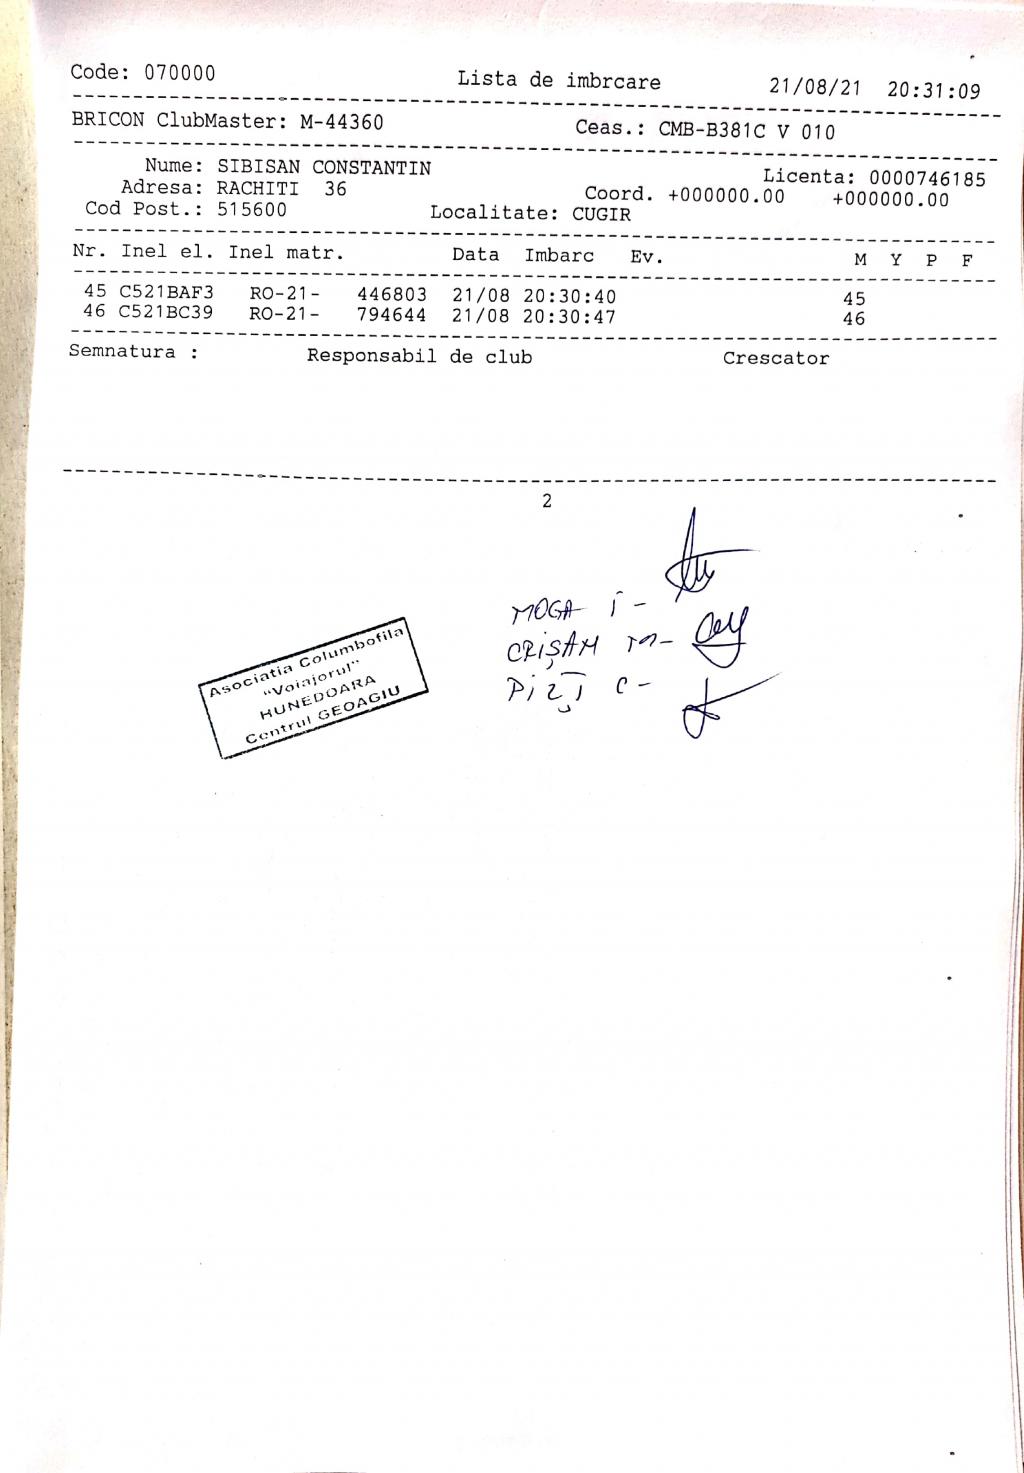 Code: 070000 Lista de imbrcare 21/08/21 20:31:09
BRICON ClubMaster: M-44360 Ceas.: CMB-B381C V 010
Nume: SIBISAN CONSTANTIN Licenta: 0000746185
Adresa: RACHITI 36 Coord. +000000.00 +000000.00
Cod Post.: 515600 Localitate: CUGIR
Nr. Inel el. Inel matr. Data Imbarc Ev. M Y P F
45 C521BAF3 RO-21- 446803 21/08 20:30:40 45
46 C521BC39 RO-21- 794644 21/08 20:30:47 46
Semnatura : Responsabil de club Crescator
2
MOGA I -
CRIȘAM M-
Asociatia Columbofila
"Voiajorul"
HUNEDOARA
Centrul GEOAGIU